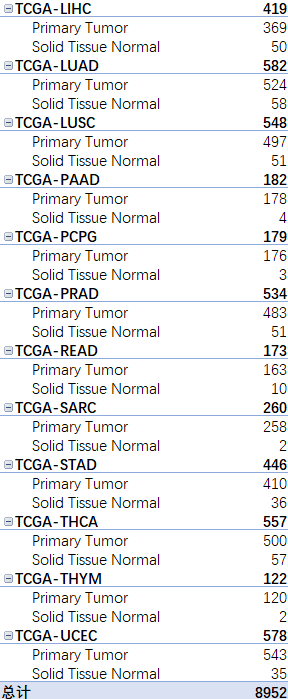 TCGA-LIHC 419
Primary Tumor 369
Solid Tissue Normal 50
TCGA-LUAD 582
Primary Tumor 524
Solid Tissue Normal 58
TCGA-LUSC 548
Primary Tumor 497
Solid Tissue Normal 51
TCGA-PAAD 182
Primary Tumor 178
Solid Tissue Normal 4
TCGA-PCPG 179
Primary Tumor 176
Solid Tissue Normal 3
TCGA-PRAD 534
Primary Tumor 483
Solid Tissue Normal 51
TCGA-READ 173
Primary Tumor 163
Solid Tissue Normal 10
TCGA-SARC 260
Primary Tumor 258
Solid Tissue Normal 2
TCGA-STAD 446
Primary Tumor 410
Solid Tissue Normal 36
TCGA-THCA 557
Primary Tumor 500
Solid Tissue Normal 57
TCGA-THYM 122
Primary Tumor 120
Solid Tissue Normal 2
TCGA-UCEC 578
Primary Tumor 543
Solid Tissue Normal 35
总计 8952